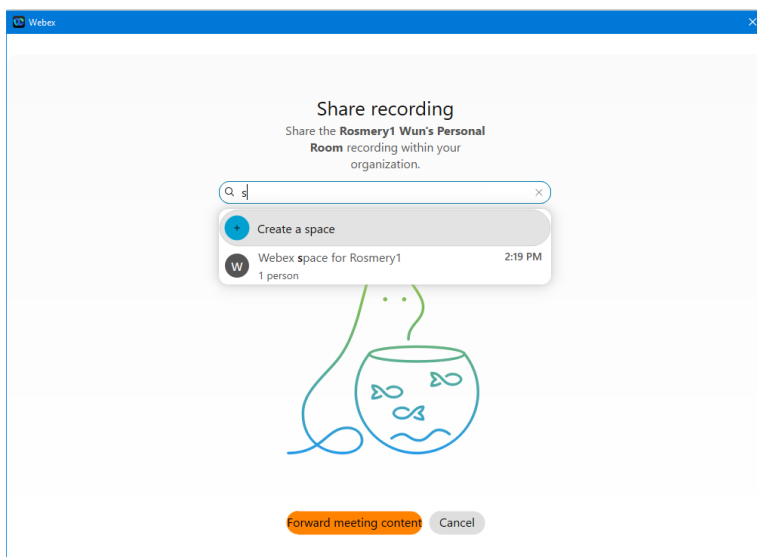 Webex
Share recording
Share the Rosmery1 Wun's Personal
Room recording within your
organization.
s
Create a space
Webex space for Rosmery1 2:19 PM
1 person
W
Forward meeting content Cancel